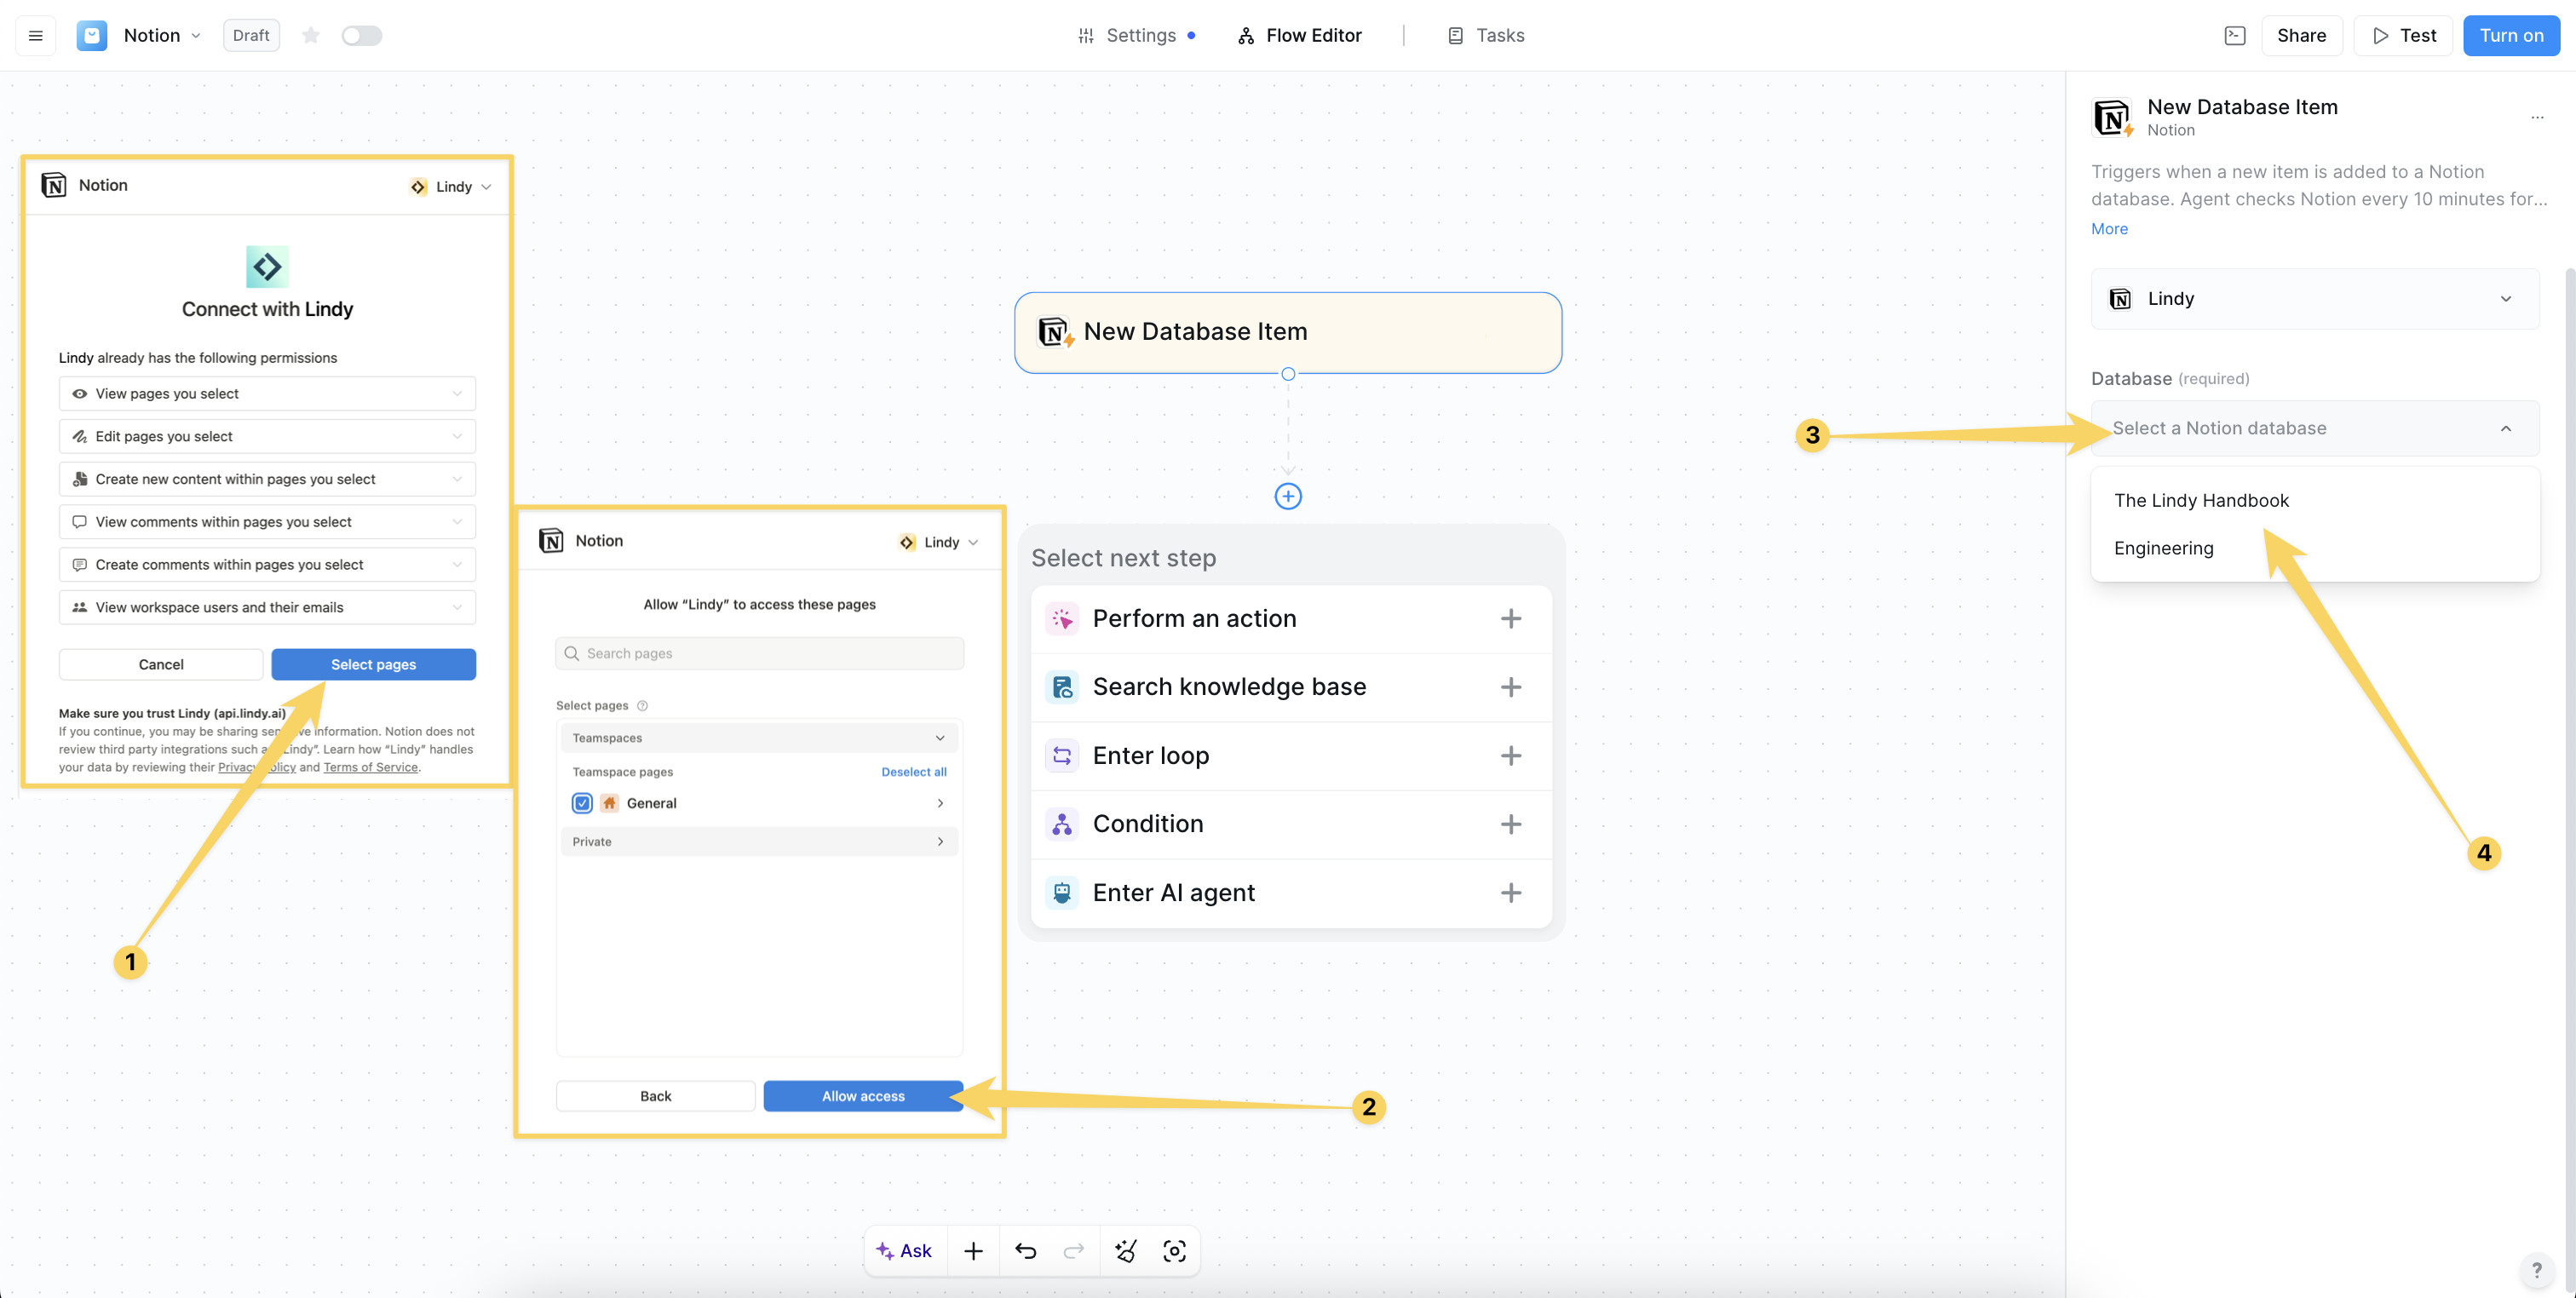 Notion
Draft
Settings
Flow Editor
Tasks
Share
Test
Turn on
Notion
Lindy
Connect with Lindy
Lindy already has the following permissions
View pages you select
Edit pages you select
Create new content within pages you select
View comments within pages you select
Create comments within pages you select
View workspace users and their emails
Cancel
Select pages
Make sure you trust Lindy (api.lindy.ai)
If you continue, you may be sharing information. Notion does not
review third party integrations such Lindy”. Learn how “Lindy” handles
your data by reviewing their Privacy Policy and Terms of Service.
1
Notion
Lindy
Allow “Lindy” to access these pages
Search pages
Select pages
Teamspaces
Teamspace pages
Deselect all
General
Private
Back
Allow access
2
New Database Item
Select next step
Perform an action
Search knowledge base
Enter loop
Condition
Enter AI agent
Ask
New Database Item
Notion
Triggers when a new item is added to a Notion
database. Agent checks Notion every 10 minutes for...
More
Lindy
Database (required)
3
Select a Notion database
The Lindy Handbook
Engineering
4
?